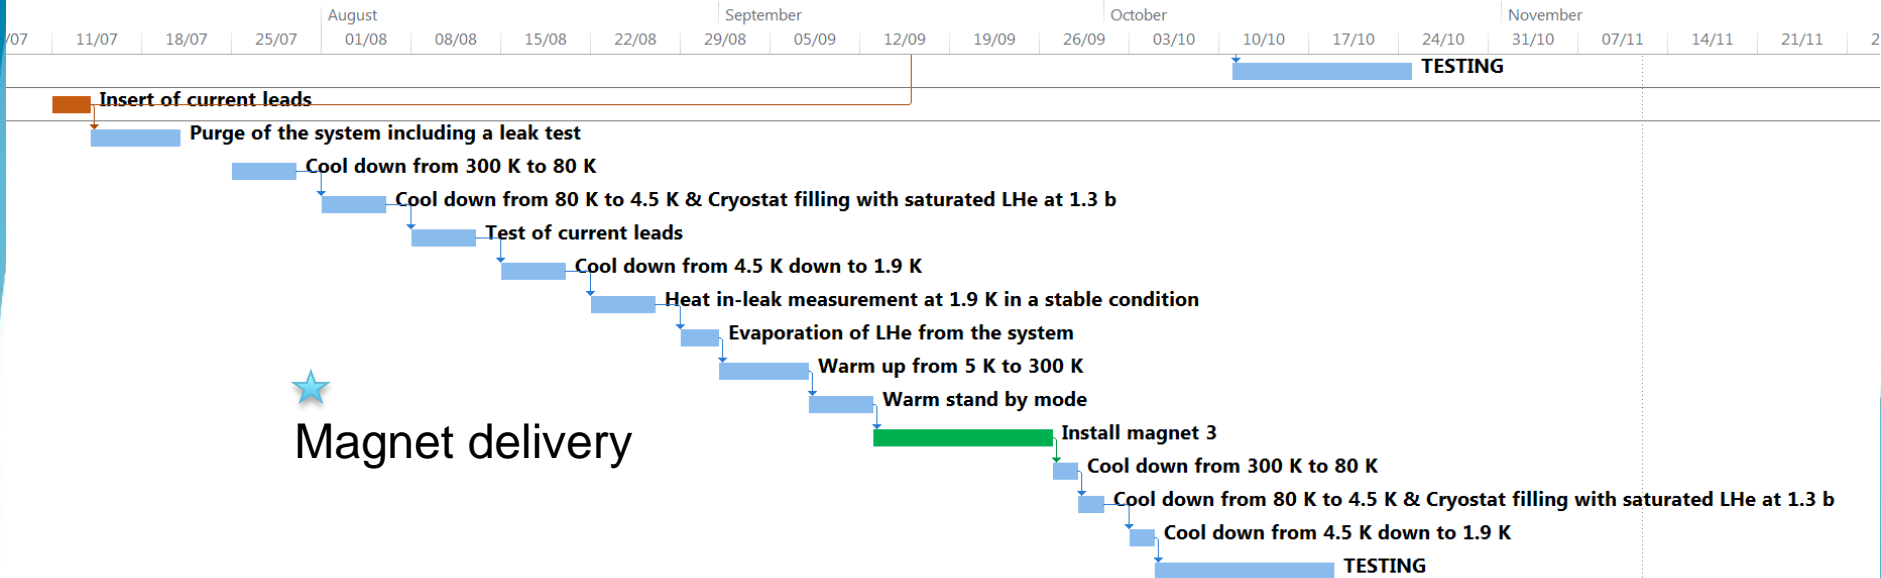 August September October November
/07 11/07 18/07 25/07 01/08 08/08 15/08 22/08 29/08 05/09 12/09 19/09 26/09 03/10 10/10 17/10 24/10 31/10 07/11 14/11 21/11 2
TESTING
Insert of current leads
Purge of the system including a leak test
Cool down from 300 K to 80 K
Cool down from 80 K to 4.5 K & Cryostat filling with saturated LHe at 1.3 b
Test of current leads
Cool down from 4.5 K down to 1.9 K
Heat in-leak measurement at 1.9 K in a stable condition
Evaporation of LHe from the system
Warm up from 5 K to 300 K
Warm stand by mode
Magnet delivery
Install magnet 3
Cool down from 300 K to 80 K
Cool down from 80 K to 4.5 K & Cryostat filling with saturated LHe at 1.3 b
Cool down from 4.5 K down to 1.9 K
TESTING